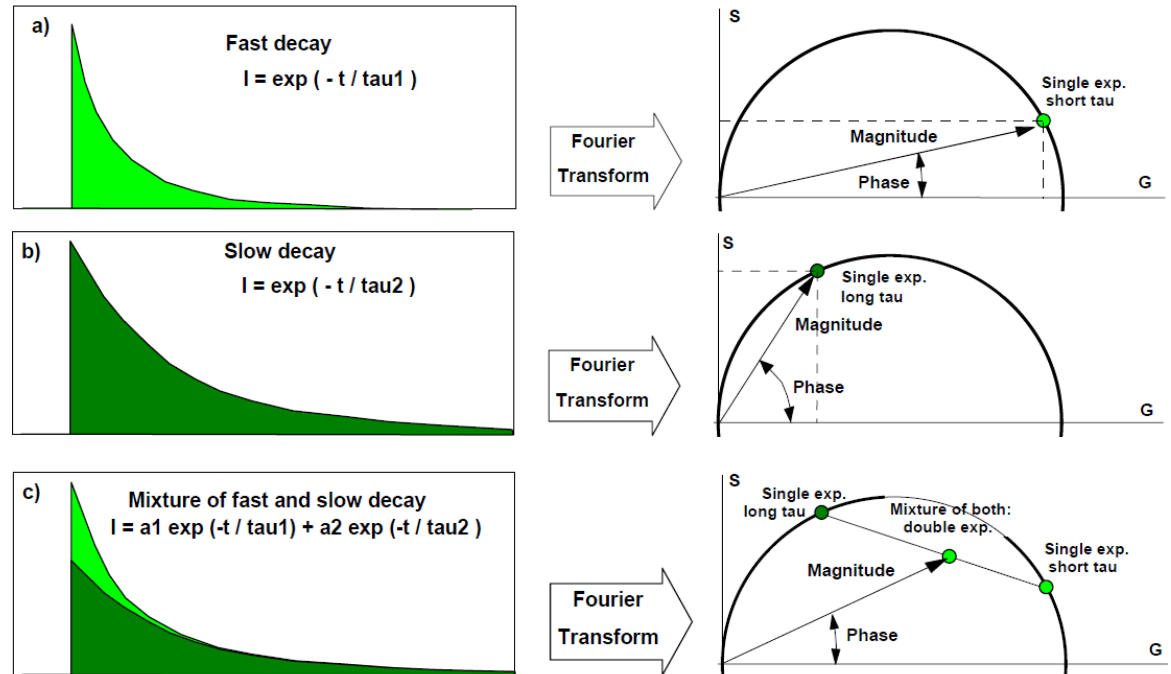 a)
Fast decay
I = exp ( - t / tau1 )
Fourier
Transform
S
Single exp.
short tau
Magnitude
Phase
G
b)
Slow decay
I = exp ( - t / tau2 )
Fourier
Transform
S
Single exp.
long tau
Magnitude
Phase
G
c)
Mixture of fast and slow decay
I = a1 exp (-t / tau1) + a2 exp (-t / tau2 )
Fourier
Transform
S
Single exp.
long tau
Mixture of both:
double exp.
Single exp.
short tau
Magnitude
Phase
G